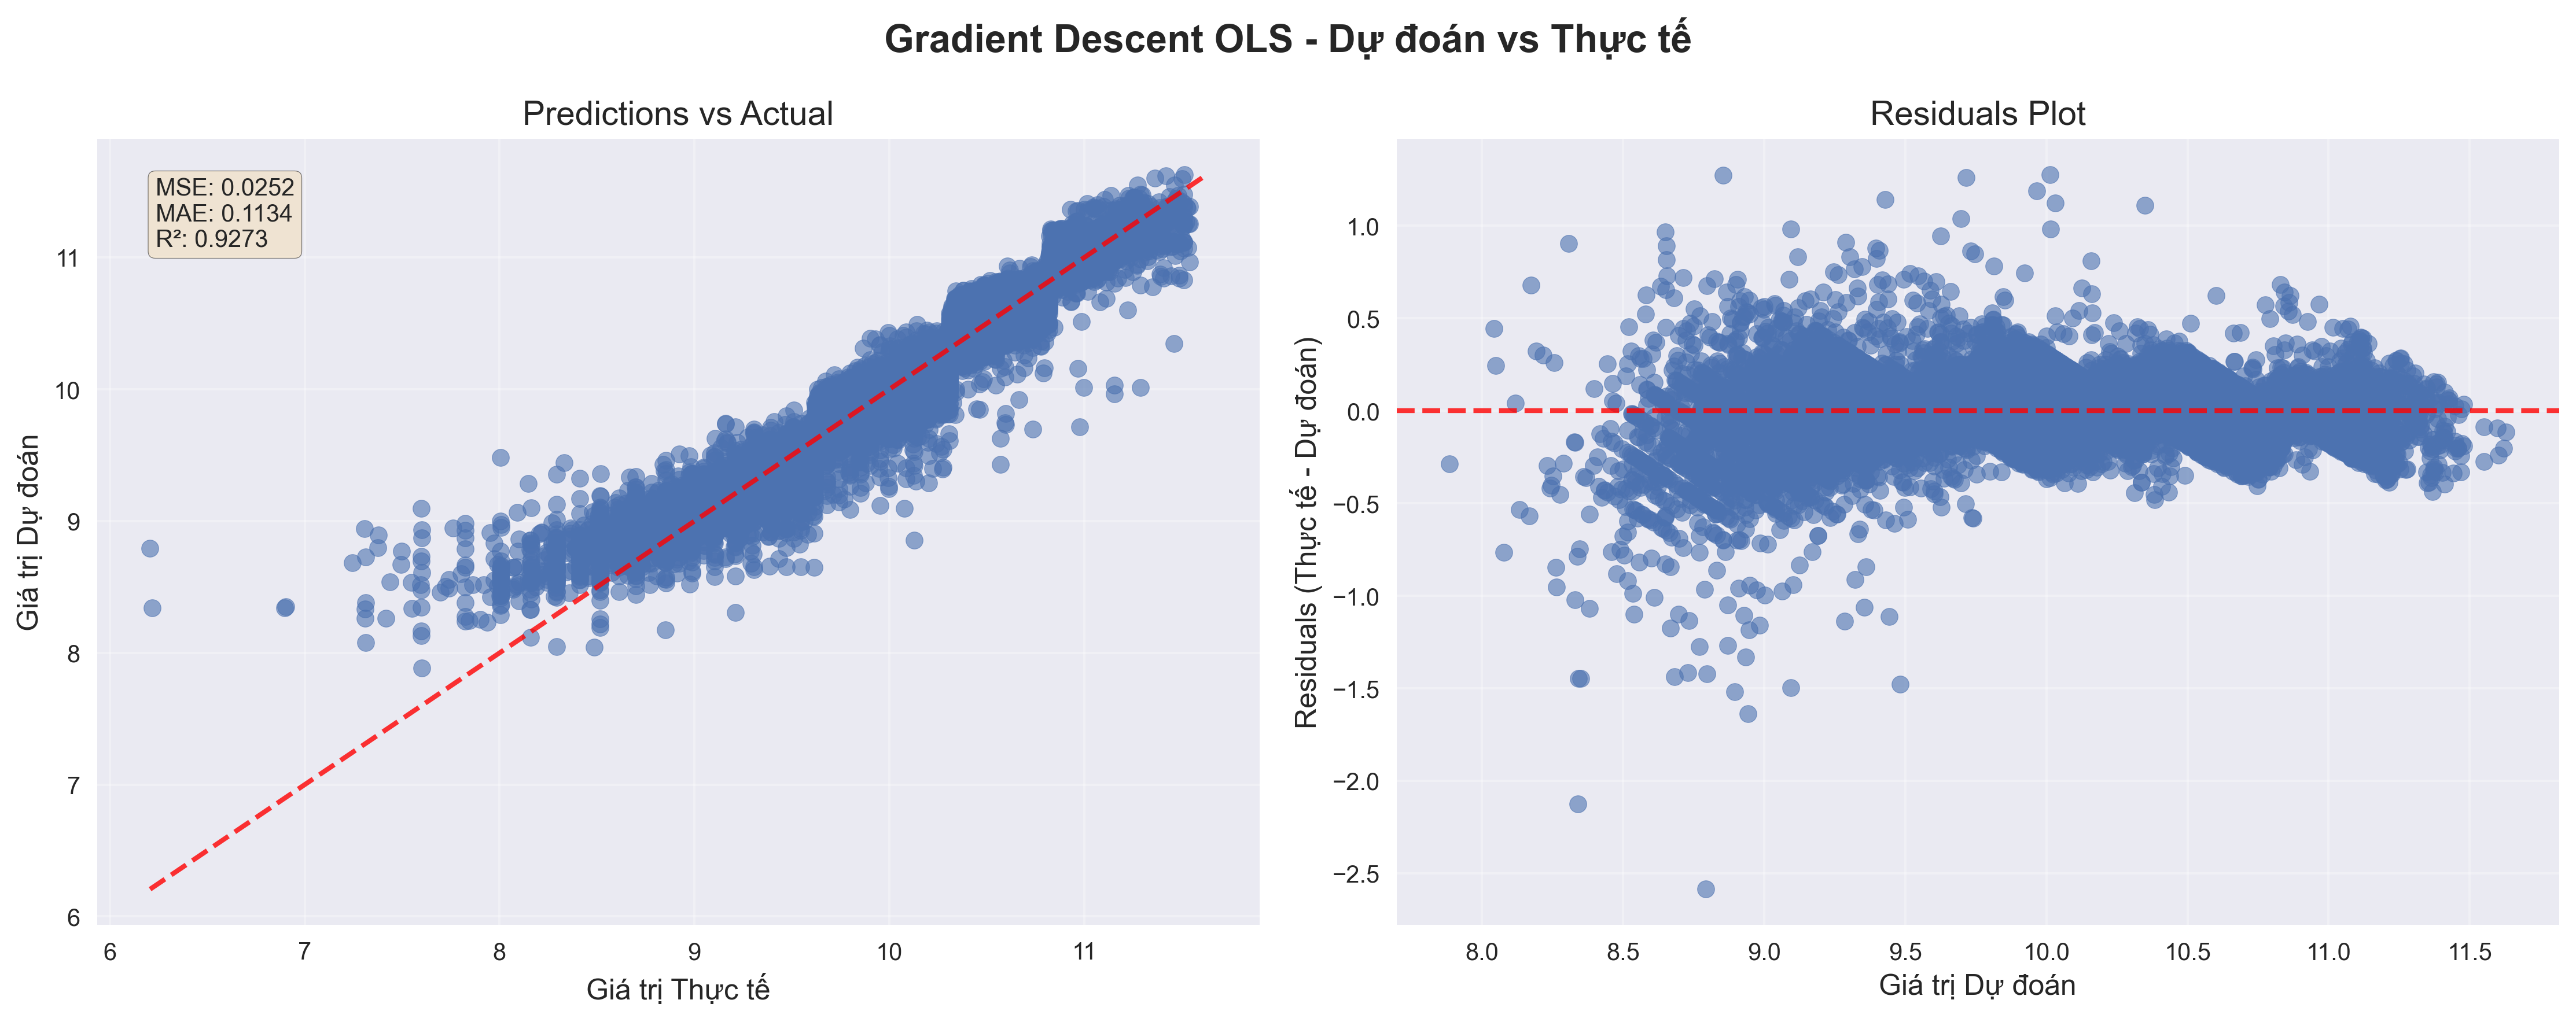 Gradient Descent OLS - Dự đoán vs Thực tế
Predictions vs Actual
MSE: 0.0252
MAE: 0.1134
R²: 0.9273
Giá trị Dự đoán
11
10
9
8
7
6
6 7 8 9 10 11
Giá trị Thực tế
Residuals Plot
Residuals (Thực tế - Dự đoán)
1.0
0.5
0.0
−0.5
−1.0
−1.5
−2.0
−2.5
8.0 8.5 9.0 9.5 10.0 10.5 11.0 11.5
Giá trị Dự đoán